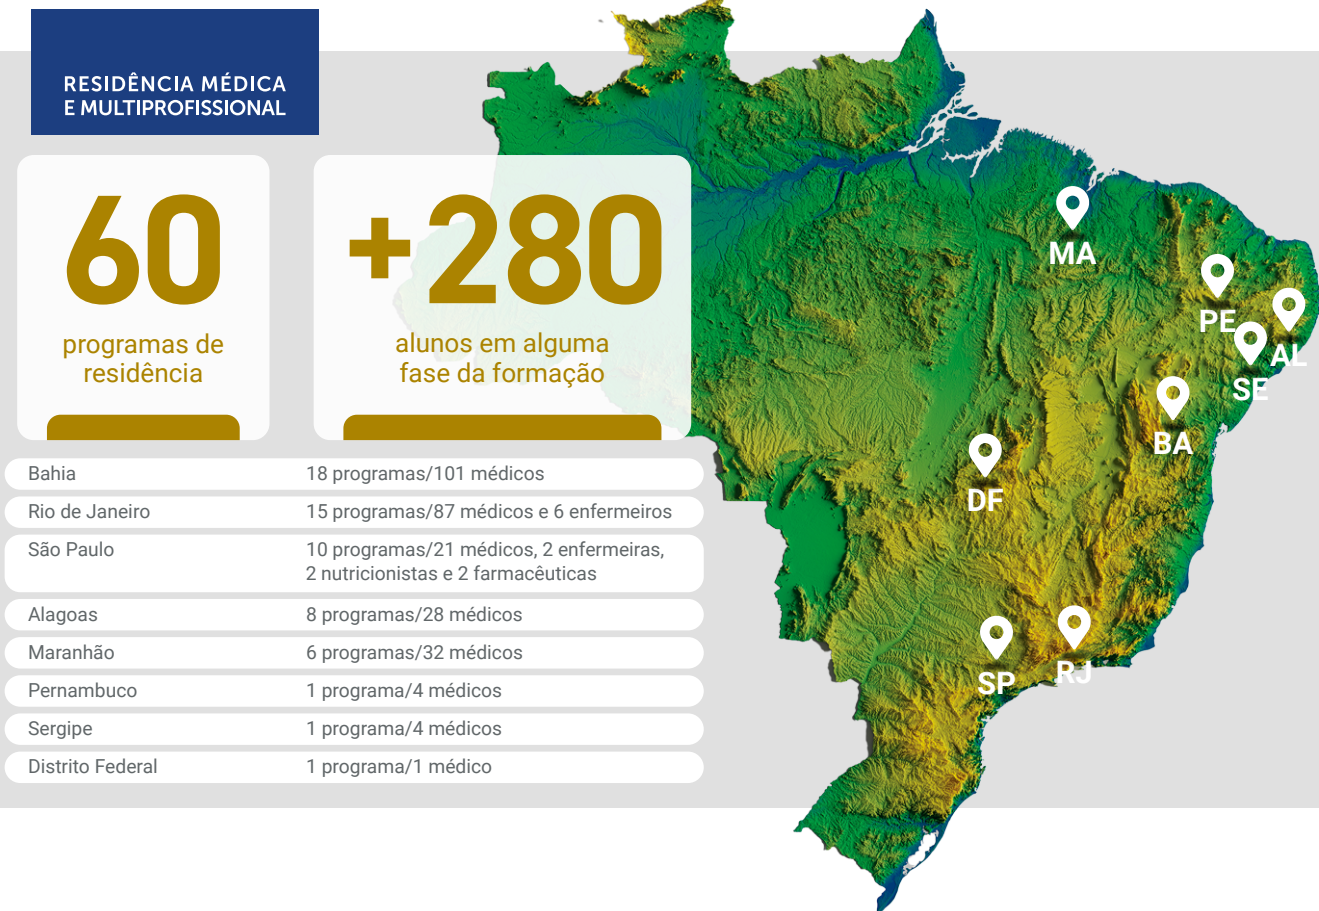 RESIDÊNCIA MÉDICA
E MULTIPROFISSIONAL
60
programas de
residência
+280
alunos em alguma
fase da formação
Bahia 18 programas/101 médicos
Rio de Janeiro 15 programas/87 médicos e 6 enfermeiros
São Paulo 10 programas/21 médicos, 2 enfermeiras,
2 nutricionistas e 2 farmacêuticas
Alagoas 8 programas/28 médicos
Maranhão 6 programas/32 médicos
Pernambuco 1 programa/4 médicos
Sergipe 1 programa/4 médicos
Distrito Federal 1 programa/1 médico
MA
PE
AL
SE
BA
DF
SP
RJ